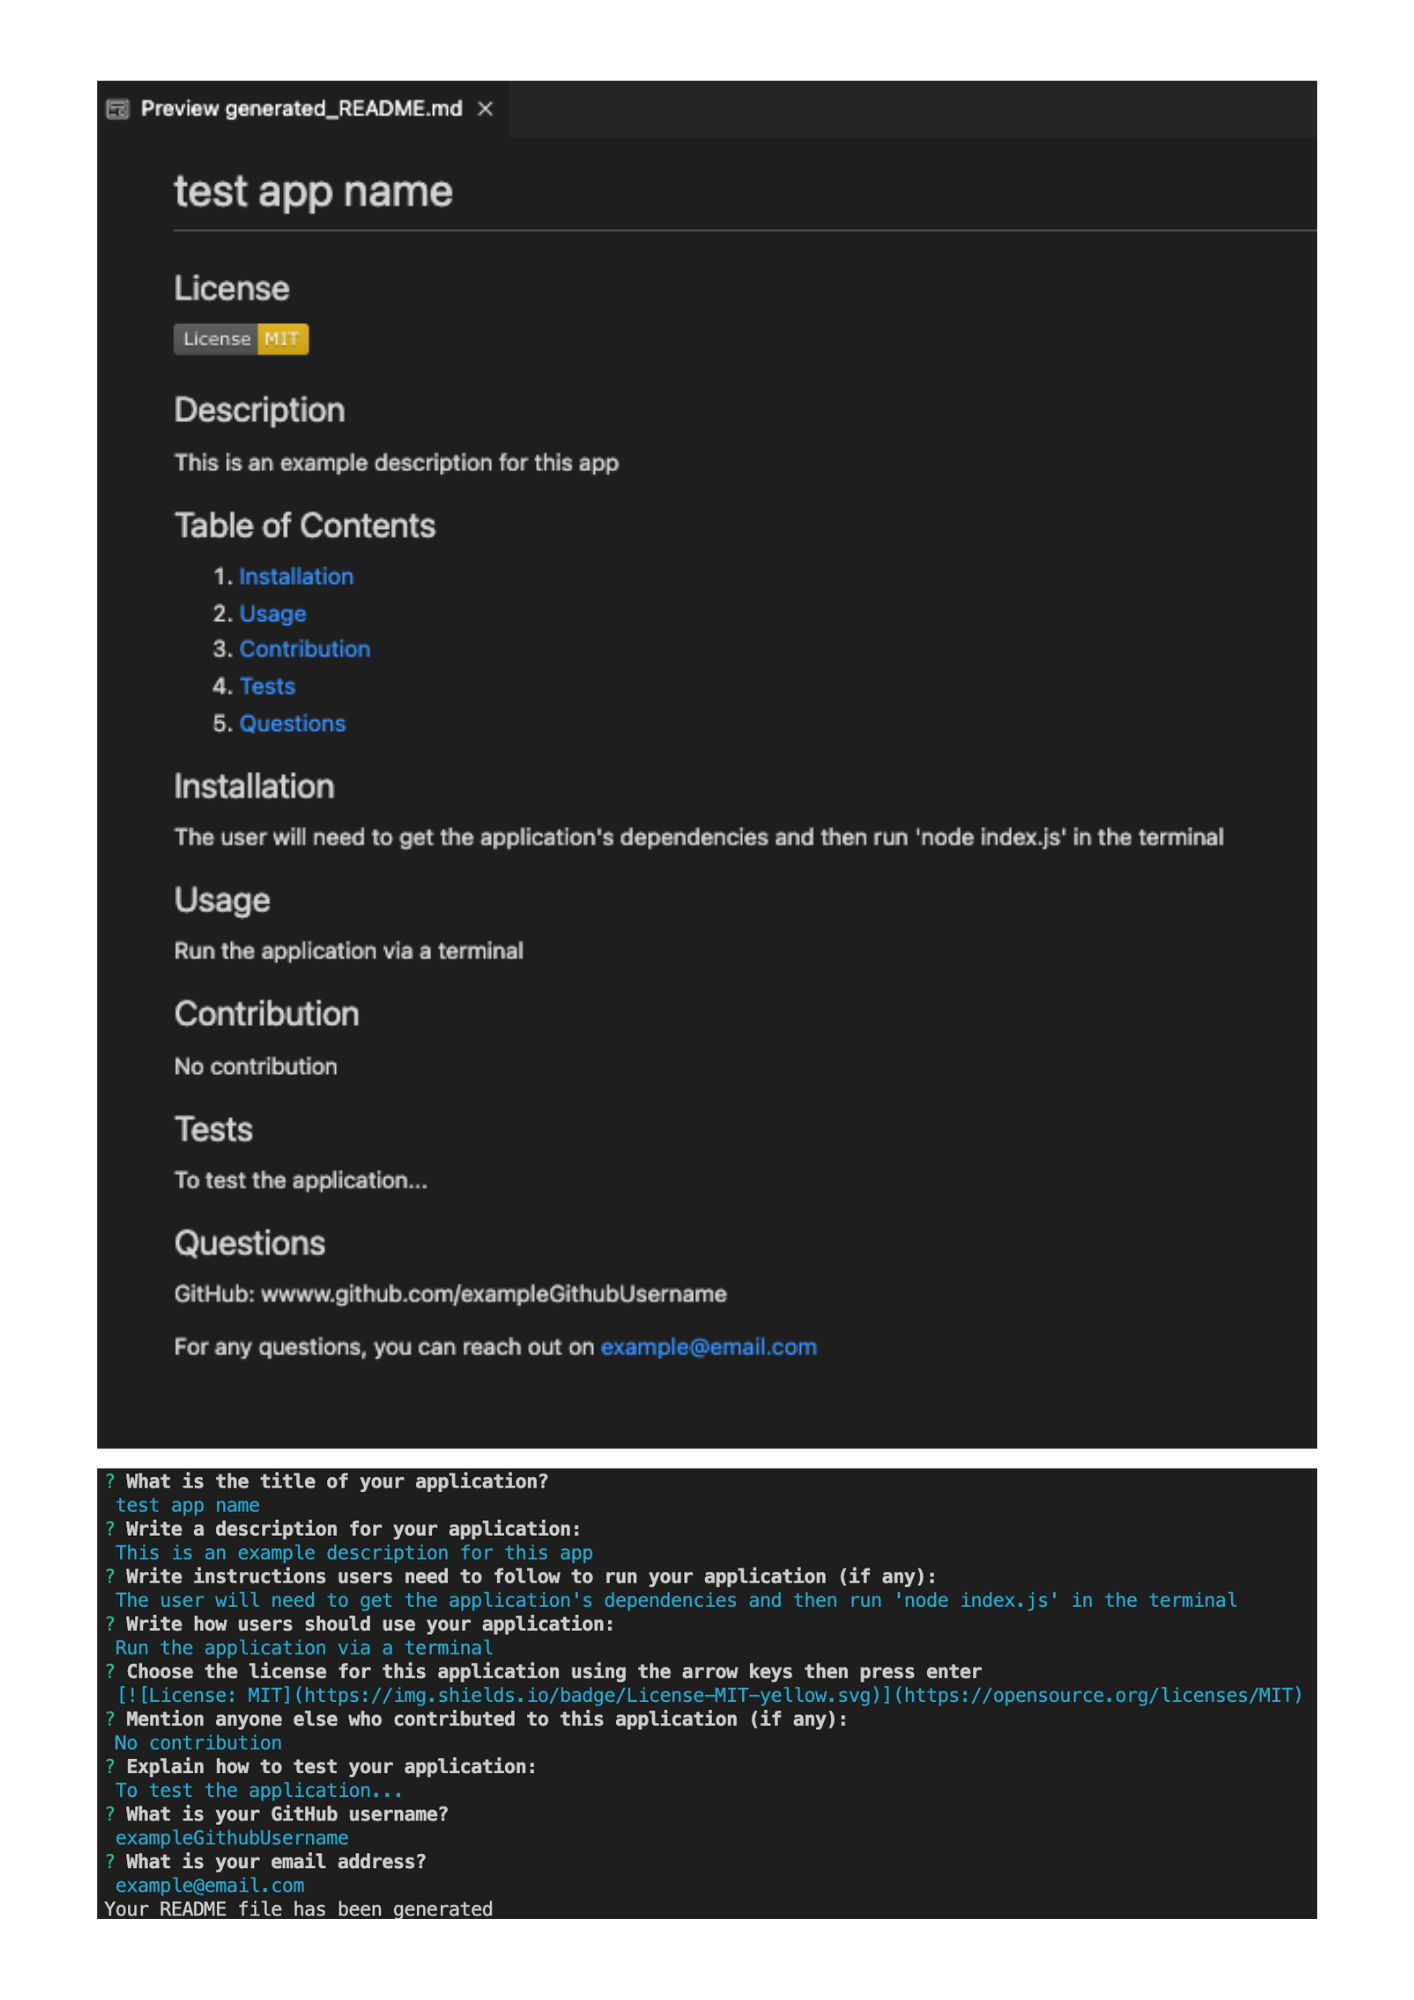 Preview generated_README.md ×
test app name
License
License MIT
Description
This is an example description for this app
Table of Contents
1. Installation
2. Usage
3. Contribution
4. Tests
5. Questions
Installation
The user will need to get the application's dependencies and then run 'node index.js' in the terminal
Usage
Run the application via a terminal
Contribution
No contribution
Tests
To test the application...
Questions
GitHub: wwww.github.com/exampleGithubUsername
For any questions, you can reach out on example@email.com
? What is the title of your application?
test app name
? Write a description for your application:
This is an example description for this app
? Write instructions users need to follow to run your application (if any):
The user will need to get the application's dependencies and then run 'node index.js' in the terminal
? Write how users should use your application:
Run the application via a terminal
? Choose the license for this application using the arrow keys then press enter
[![License: MIT](https://img.shields.io/badge/License-MIT-yellow.svg)](https://opensource.org/licenses/MIT)
? Mention anyone else who contributed to this application (if any):
No contribution
? Explain how to test your application:
To test the application...
? What is your GitHub username?
exampleGithubUsername
? What is your email address?
example@email.com
Your README file has been generated